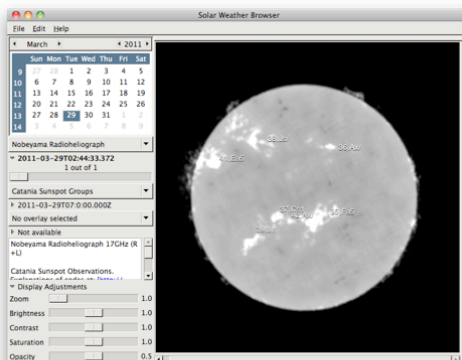 Solar Weather Browser
File Edit Help
March 2011
Sun Mon Tue Wed Thu Fri Sat
9 27 28 1 2 3 4 5
10 6 7 8 9 10 11 12
11 13 14 15 16 17 18 19
12 20 21 22 23 24 25 26
13 27 28 29 30 31 1 2
14 3 4 5 6 7 8 9
Nobeyama Radioheliograph
2011-03-29T02:44:33.372
1 out of 1
Catania Sunspot Groups
2011-03-29T07:0:00.000Z
No overlay selected
Not available
Nobeyama Radioheliograph 17GHz (R
+L)
Catania Sunspot Observations.
Display Adjustments
Zoom 1.0
Brightness 1.0
Contrast 1.0
Saturation 1.0
Opacity 0.5